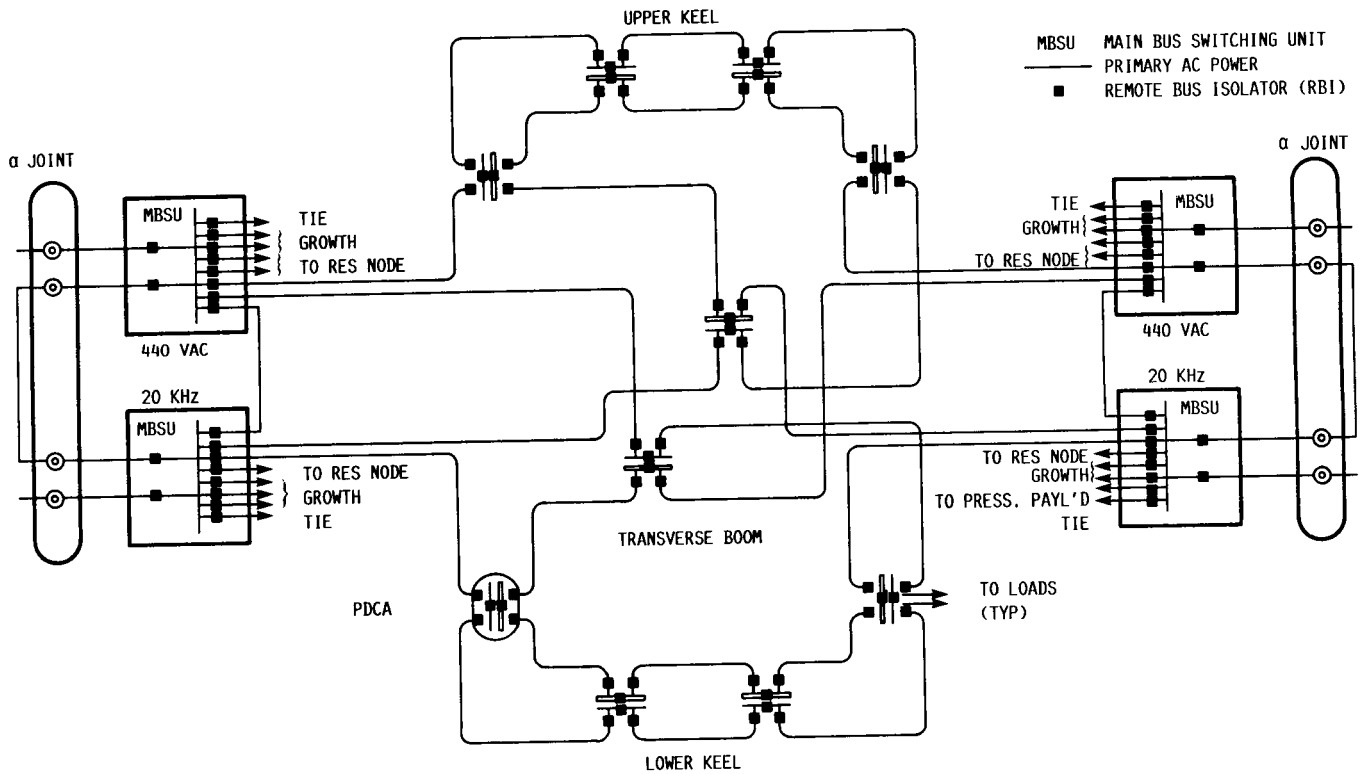 UPPER KEEL
MBSU MAIN BUS SWITCHING UNIT
PRIMARY AC POWER
REMOTE BUS ISOLATOR (RBI)
α JOINT
α JOINT
MBSU
TIE
GROWTH
TO RES NODE
440 VAC
TIE
GROWTH
TO RES NODE
MBSU
440 VAC
20 KHz
MBSU
TO RES NODE
GROWTH
TIE
20 KHz
MBSU
TO RES NODE
GROWTH
TO PRESS. PAYL'D
TIE
TRANSVERSE BOOM
PDCA
TO LOADS
(TYP)
LOWER KEEL